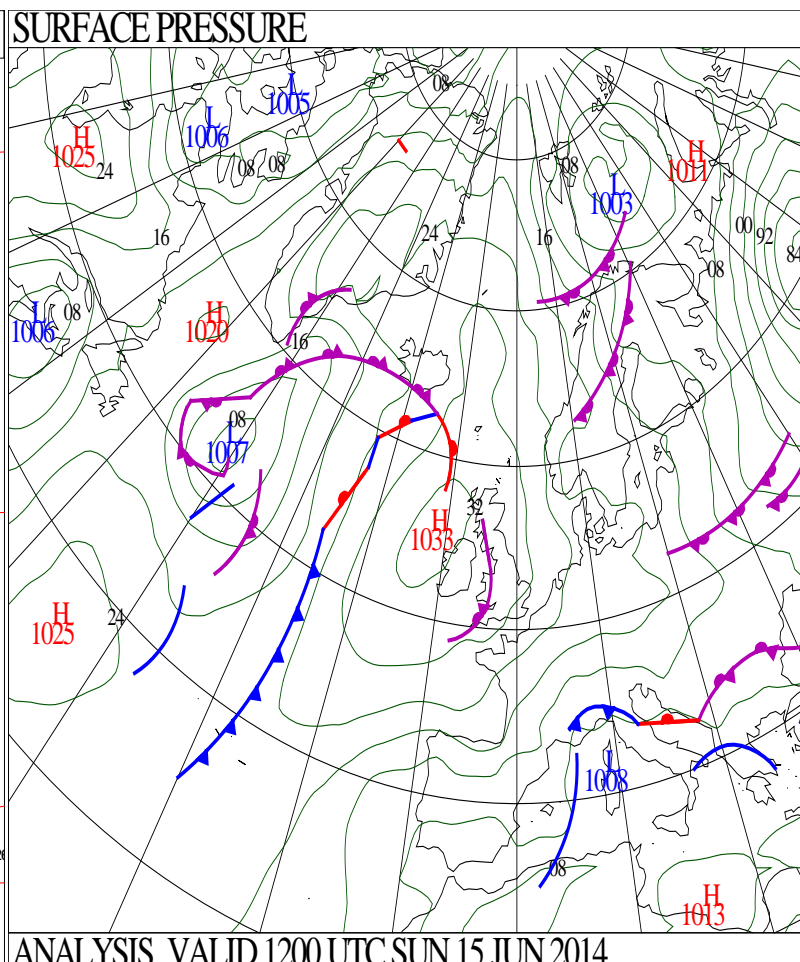 SURFACE PRESSURE
08
L
1005
L
1006
H
1025
24
08
08
H
1011
08
L
1003
16
24
16
00
92
84
08
L
1006
08
H
1020
16
08
L
1007
32
H
1033
H
1025
24
L
1008
08
H
1013
ANALYSIS VALID 1200 UTC SUN 15 JUN 2014